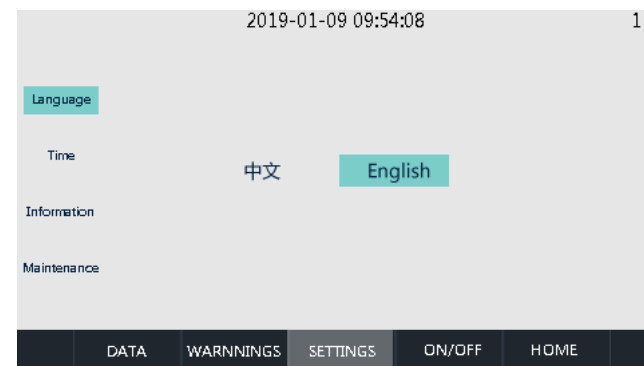 2019-01-09 09:54:08 1
Language
Time
中文 English
Information
Maintenance
DATA WARNNINGS SETTINGS ON/OFF HOME